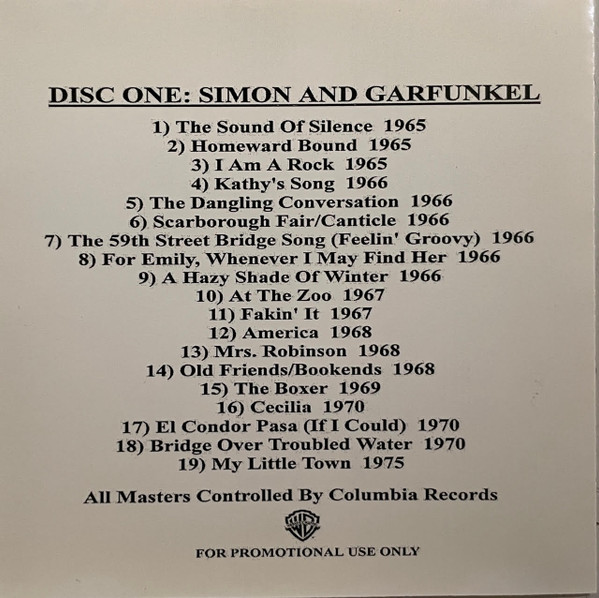 DISC ONE: SIMON AND GARFUNKEL
1) The Sound Of Silence 1965
2) Homeward Bound 1965
3) I Am A Rock 1965
4) Kathy's Song 1966
5) The Dangling Conversation 1966
6) Scarborough Fair/Canticle 1966
7) The 59th Street Bridge Song (Feelin' Groovy) 1966
8) For Emily, Whenever I May Find Her 1966
9) A Hazy Shade Of Winter 1966
10) At The Zoo 1967
11) Fakin' It 1967
12) America 1968
13) Mrs. Robinson 1968
14) Old Friends/Bookends 1968
15) The Boxer 1969
16) Cecilia 1970
17) El Condor Pasa (If I Could) 1970
18) Bridge Over Troubled Water 1970
19) My Little Town 1975
All Masters Controlled By Columbia Records
FOR PROMOTIONAL USE ONLY